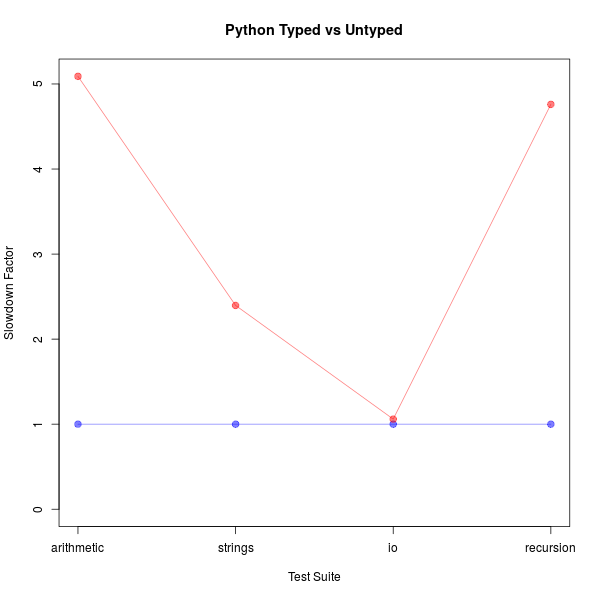 Python Typed vs Untyped
5
4
3
2
1
0
Slowdown Factor
arithmetic strings io recursion
Test Suite